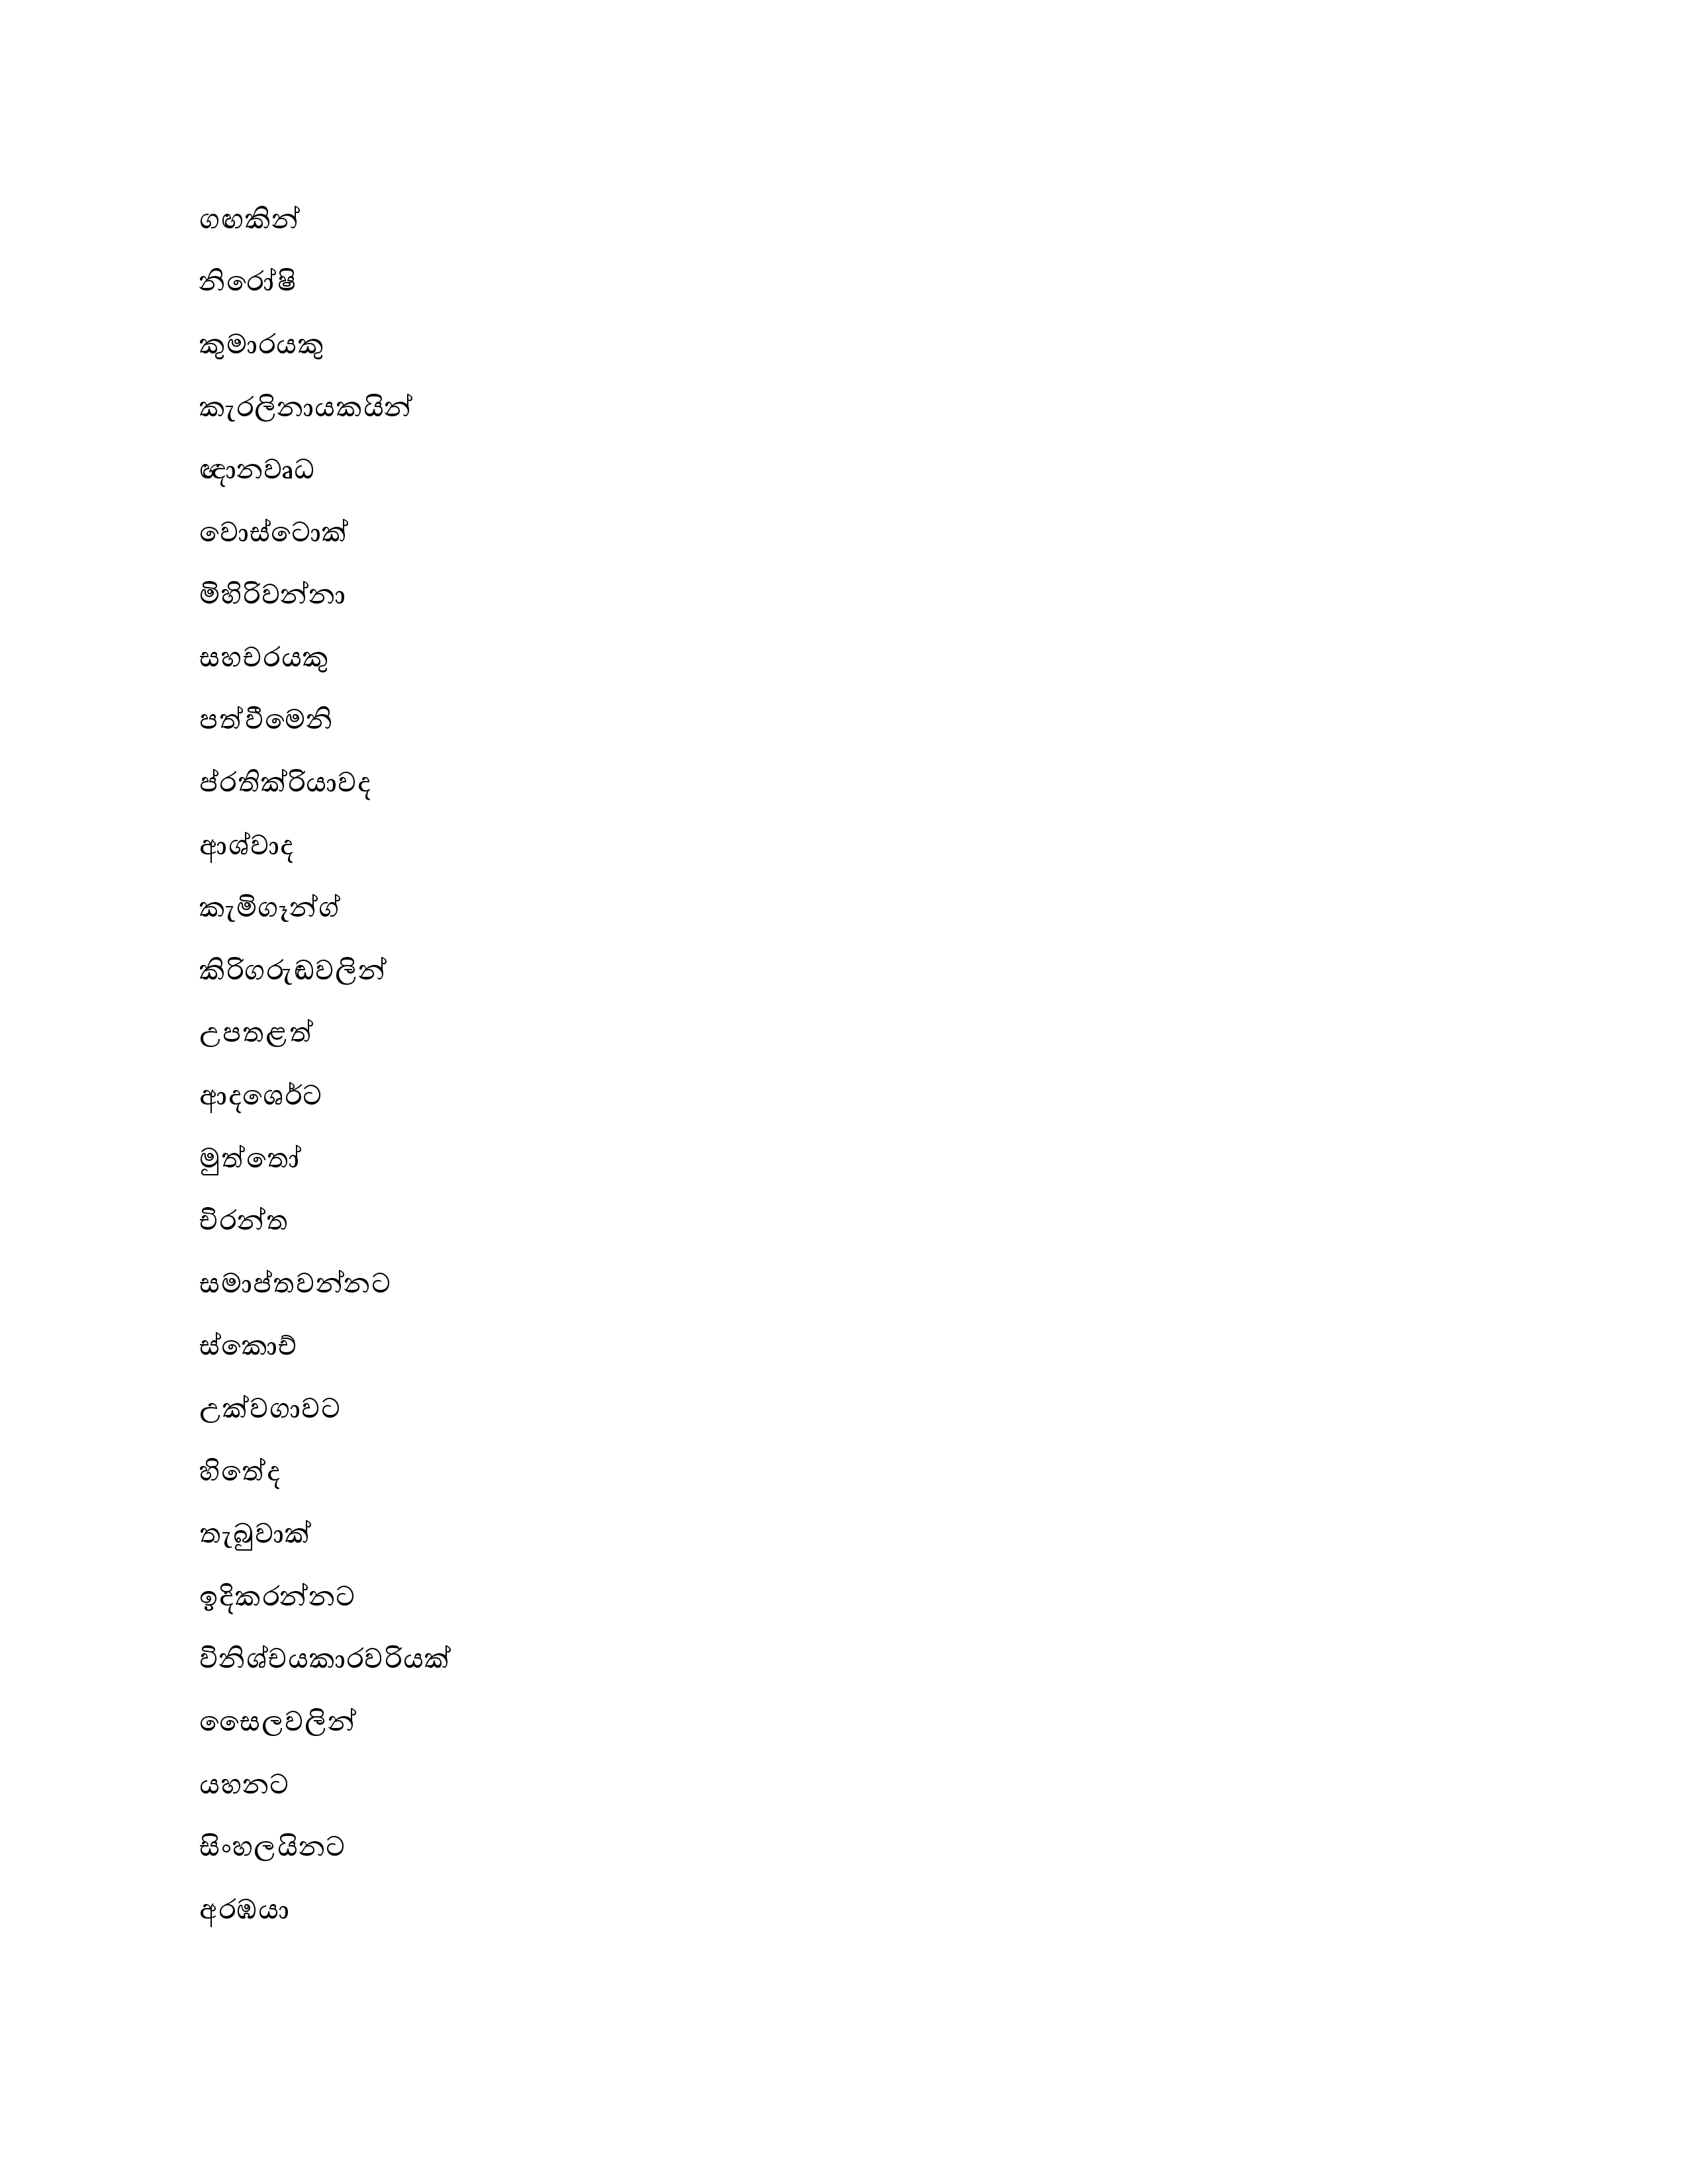 ගඟකින්
නිරෝෂි
කුමාරයකු
කැරලිනායකයින්
ඥානවෘධ
වොස්ටොක්
මිහිරිවන්නා
සහචරයකු
පත්වීමෙනි
ප්රතික්රියාවද
ආශ්වාද
කැමිගෑන්ග්
කිරිගරුඬවලින්
උපතළත්
ආදශෙර්ට
මුත්තෝ
චිරන්ත
සමාප්තවන්නට
ස්කොච්
උක්වගාවට
හිතේද
තැබුවාක්
ඉදිකරන්නට
විනිශ්චයකාරවරියක්
සෛලවලින්
යහනට
සිංහලයිනට
අරඹයා